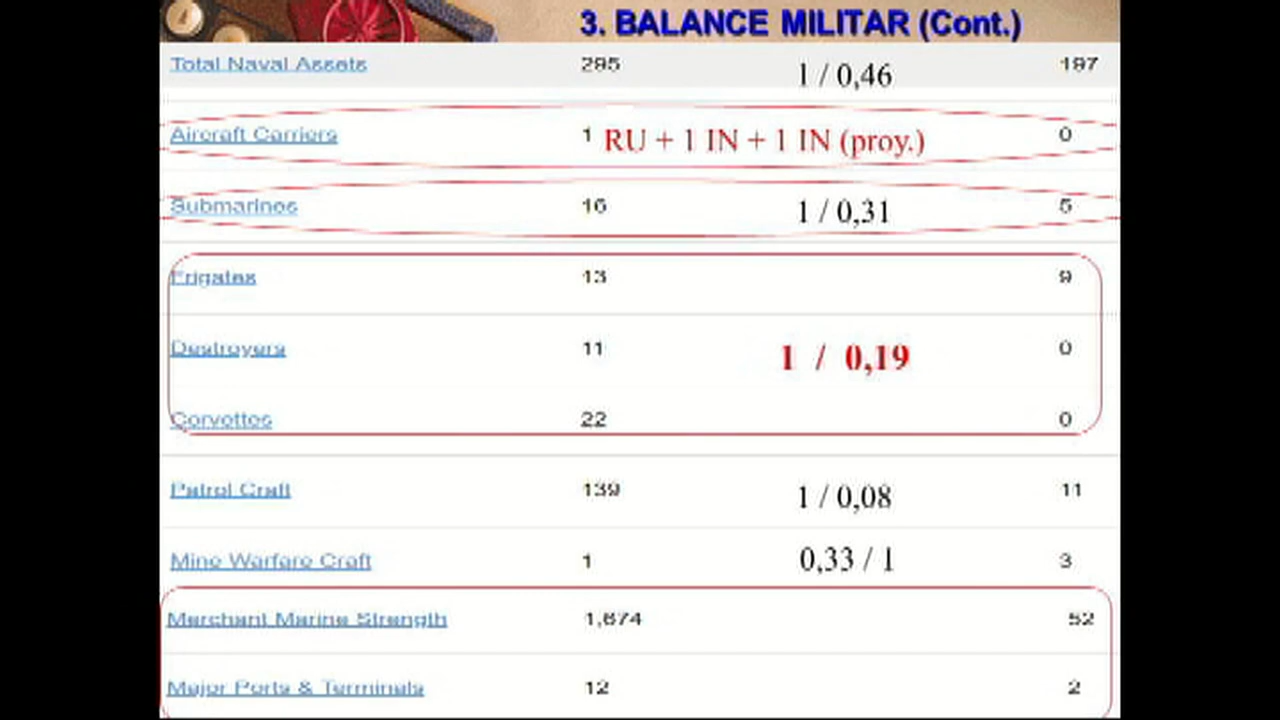 3. BALANCE MILITAR (Cont.)
Total Naval Assets 295 1 / 0,46 197
Aircraft Carriers 1 RU + 1 IN + 1 IN (proy.) 0
Submarines 16 1 / 0,31 5
Frigates 13 9
Destroyers 11 1 / 0,19 0
Corvettes 22 0
Patrol Craft 139 1 / 0,08 11
Mine Warfare Craft 1 0,33 / 1 3
Merchant Marine Strength 1,674 52
Major Ports & Terminals 12 2